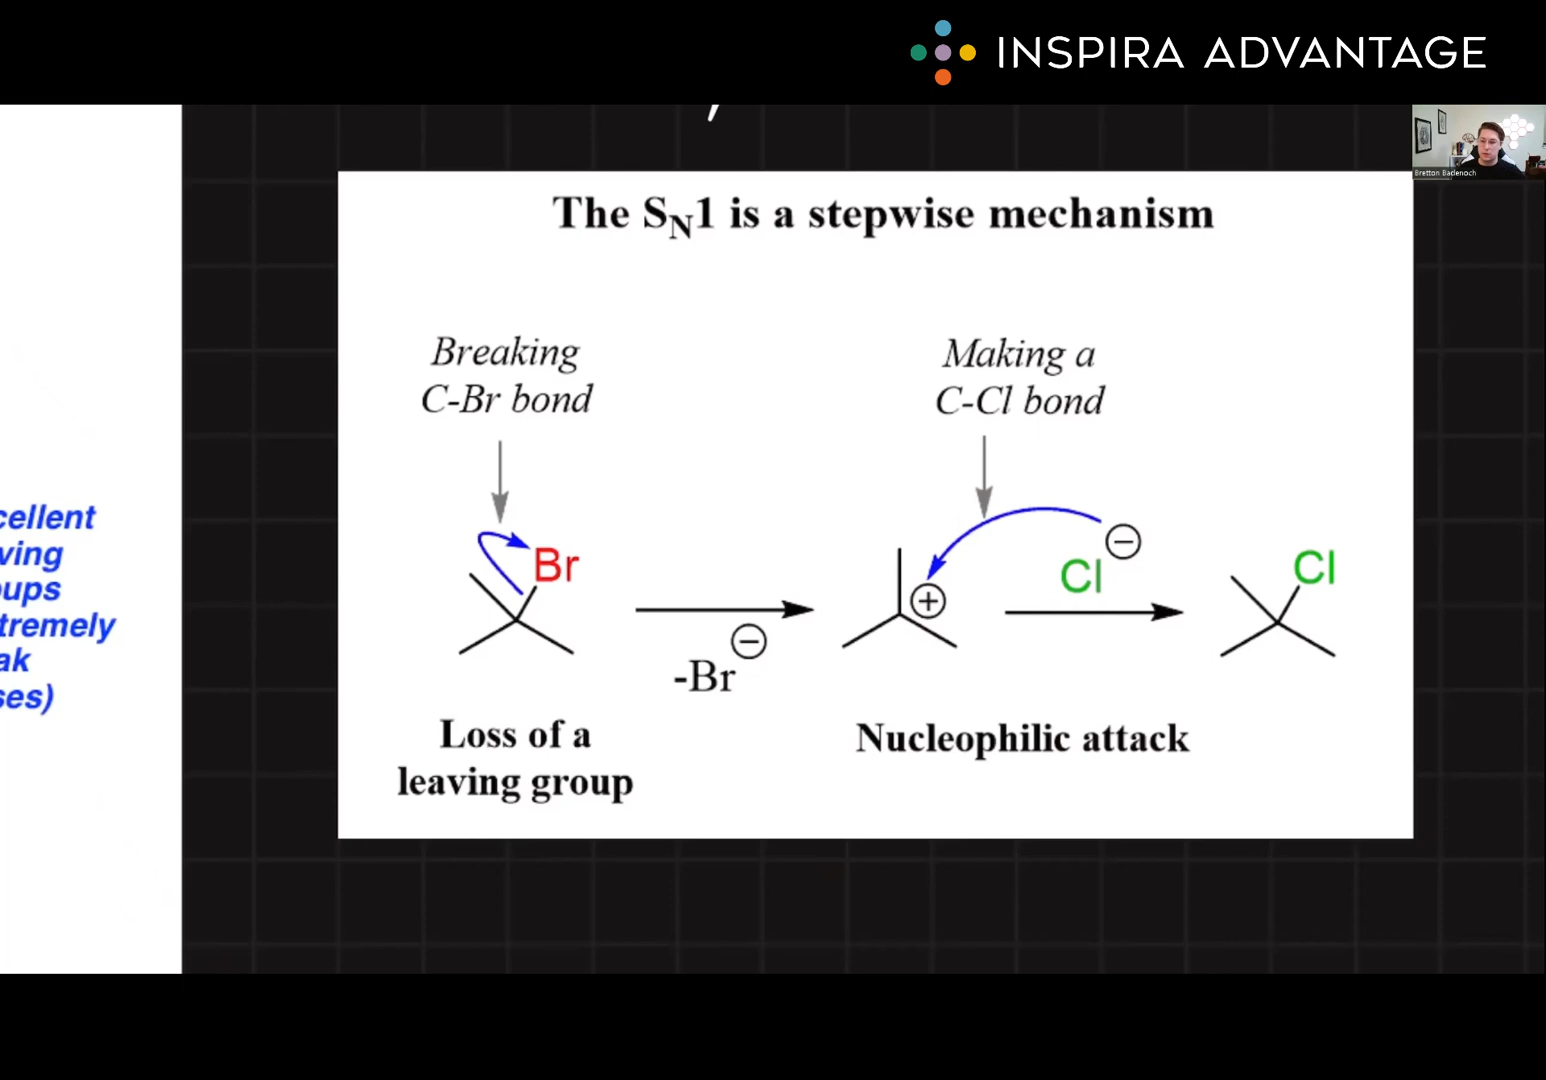 INSPIRA ADVANTAGE
Bretton Badenoch
The SN1 is a stepwise mechanism
Breaking
C-Br bond
Making a
C-Cl bond
cellent
ving
oups
tremely
ak
ses)
Br
−
Cl
+
Cl
−
-Br
Loss of a
leaving group
Nucleophilic attack